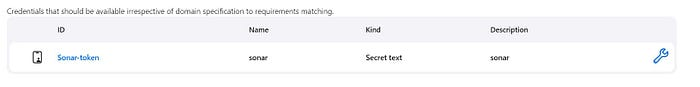 Credentials that should be available irrespective of domain specification to requirements matching.
ID Name Kind Description
Sonar-token sonar Secret text sonar